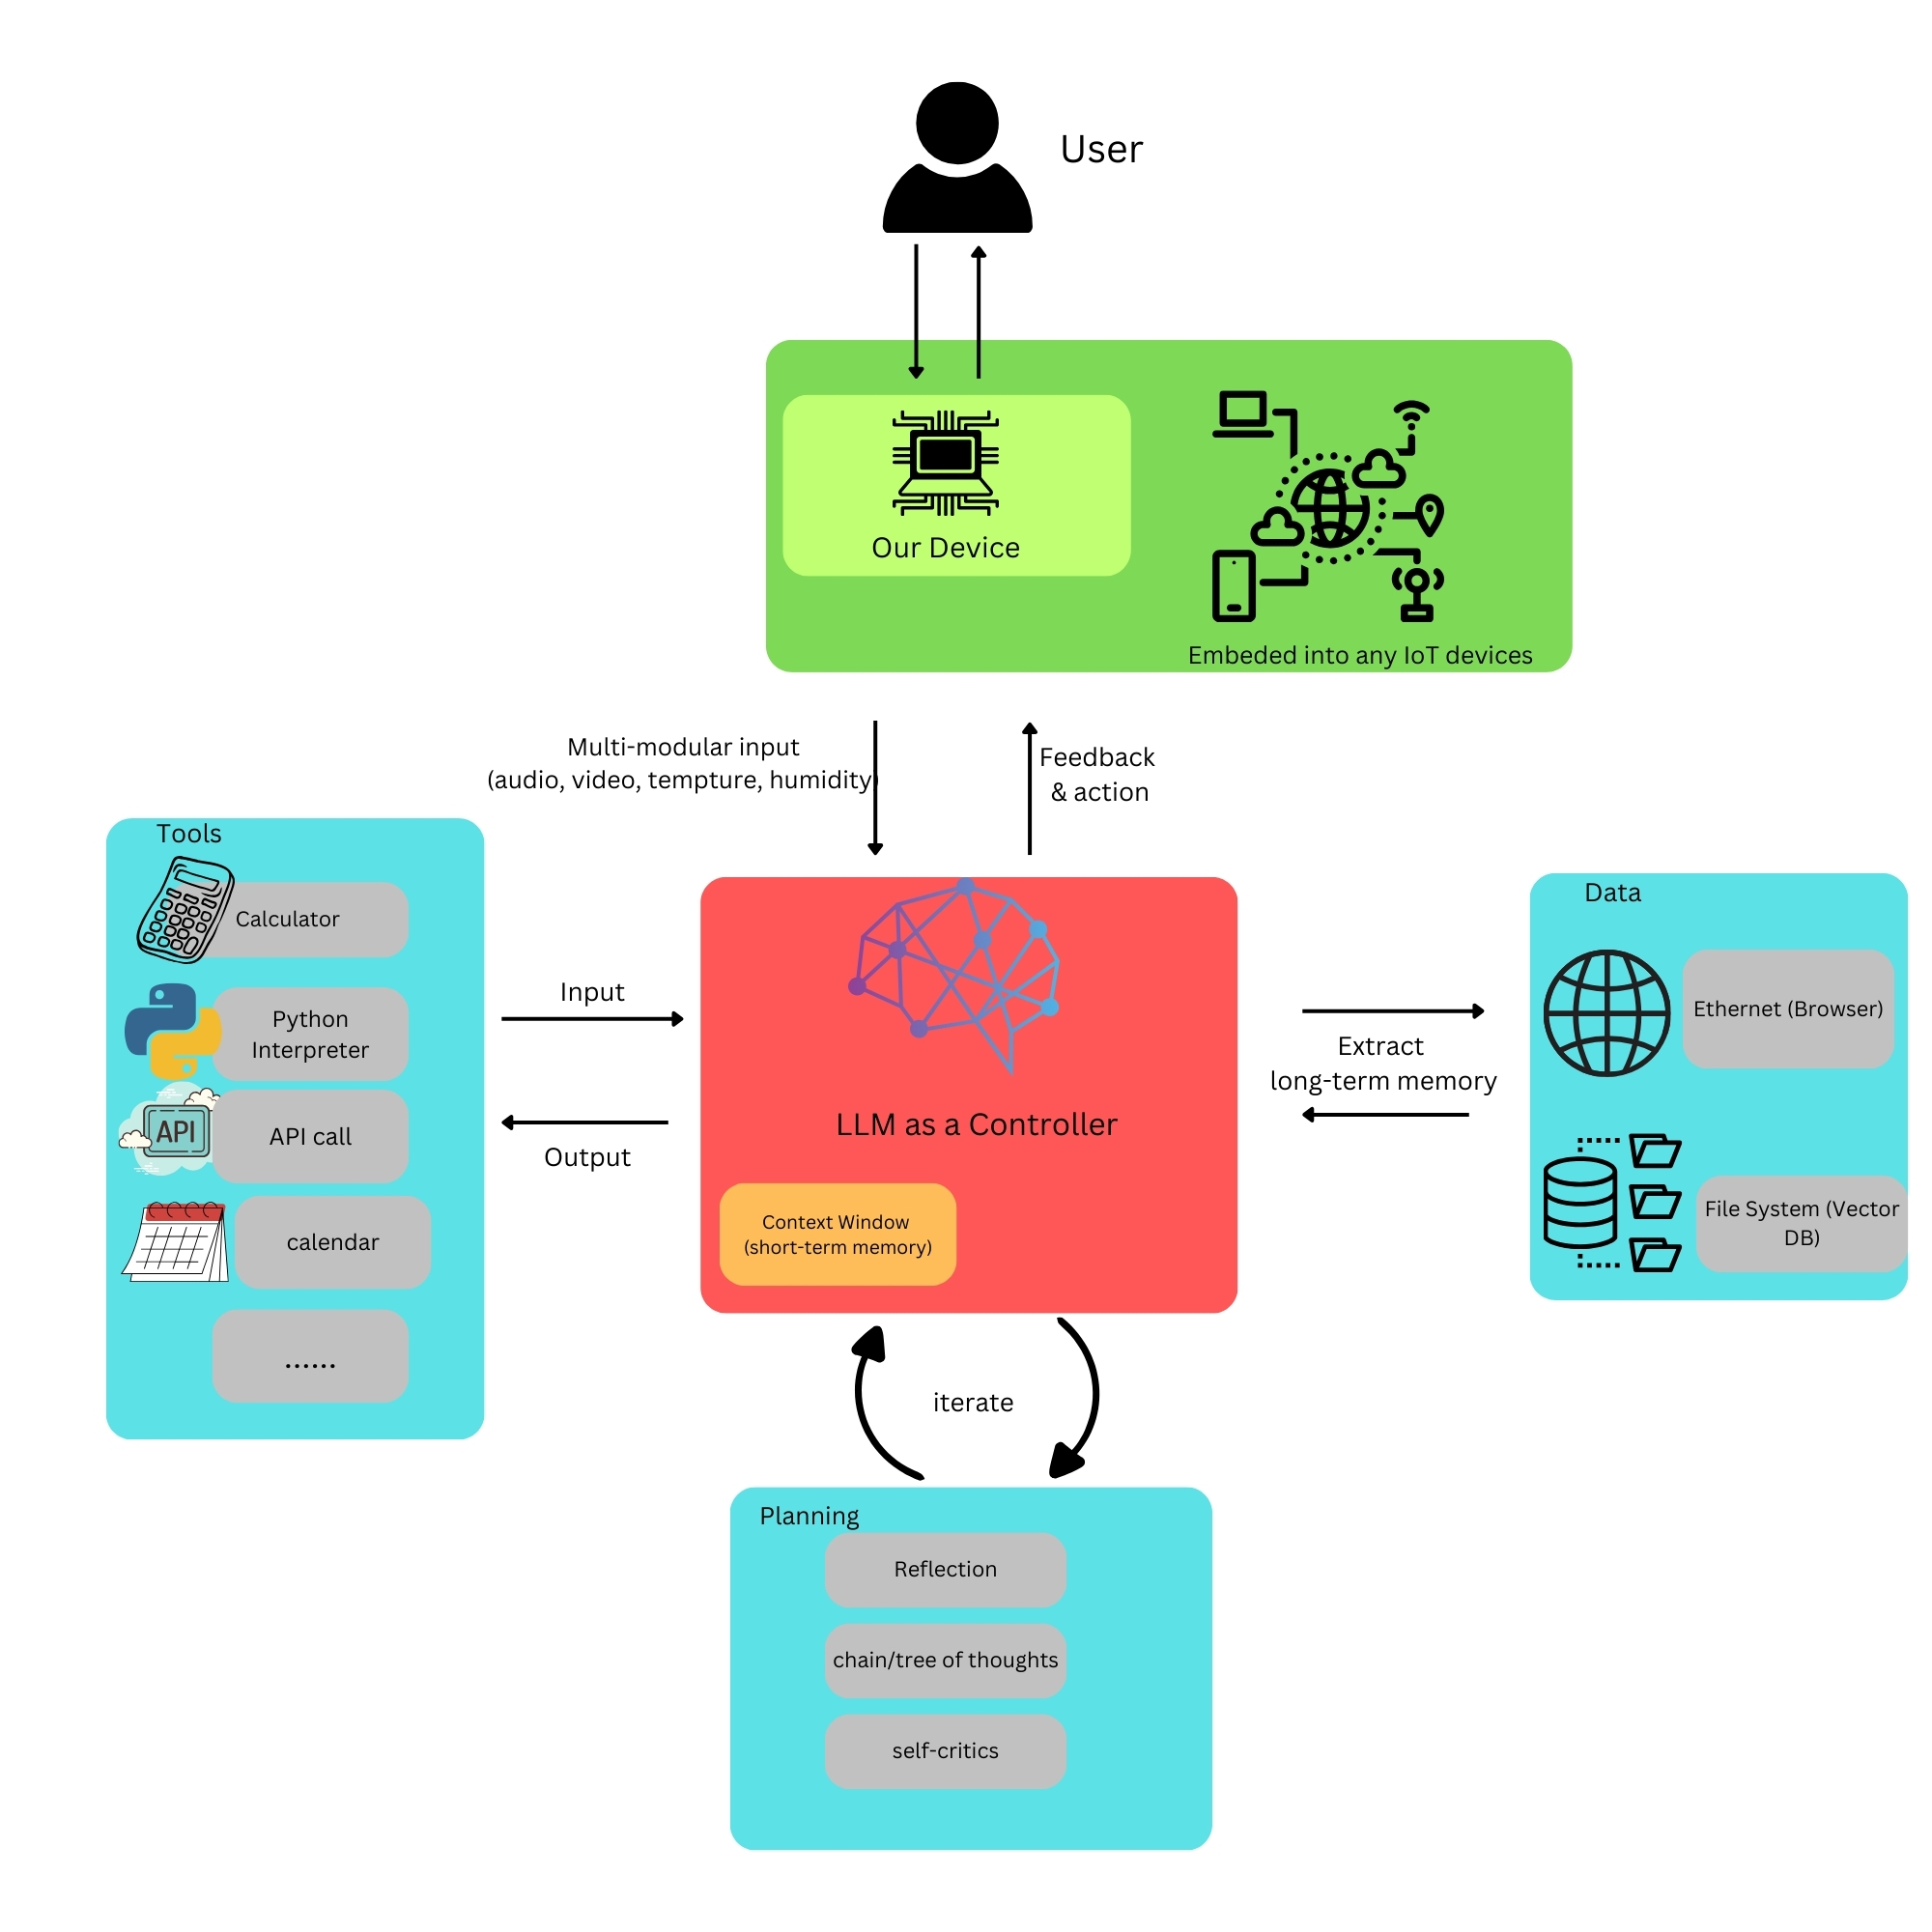 User
Our Device
Embeded into any IoT devices
Multi-modular input
(audio, video, tempture, humidity)
Feedback
& action
Tools
Calculator
Python
Interpreter
API
API call
calendar
......
Input
Output
LLM as a Controller
Context Window
(short-term memory)
Extract
long-term memory
Data
Ethernet (Browser)
File System (Vector
DB)
iterate
Planning
Reflection
chain/tree of thoughts
self-critics